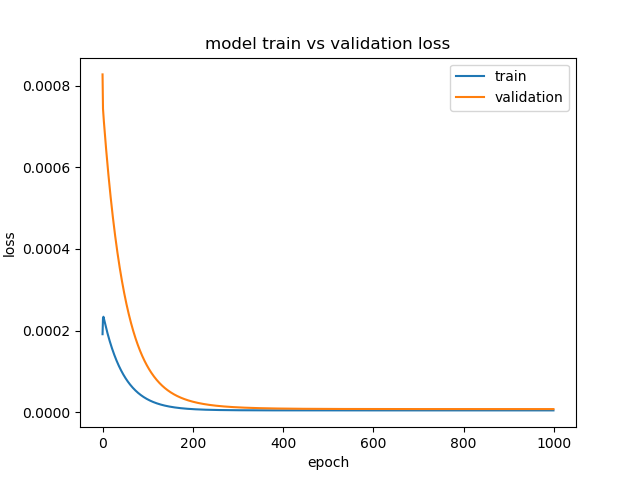 model train vs validation loss
train
validation
loss
0.0008
0.0006
0.0004
0.0002
0.0000
0 200 400 600 800 1000
epoch